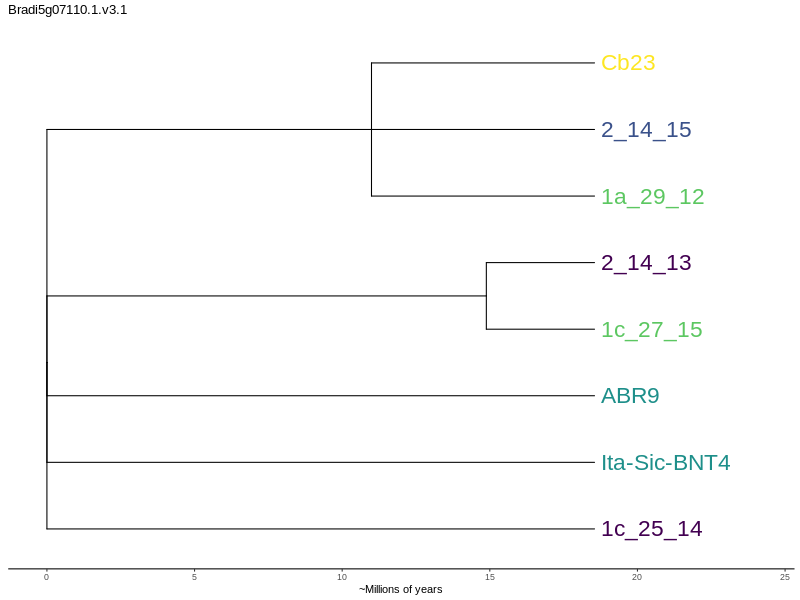 Bradi5g07110.1.v3.1
Cb23
2_14_15
1a_29_12
2_14_13
1c_27_15
ABR9
Ita-Sic-BNT4
1c_25_14
0 5 10 15 20 25
~Millions of years